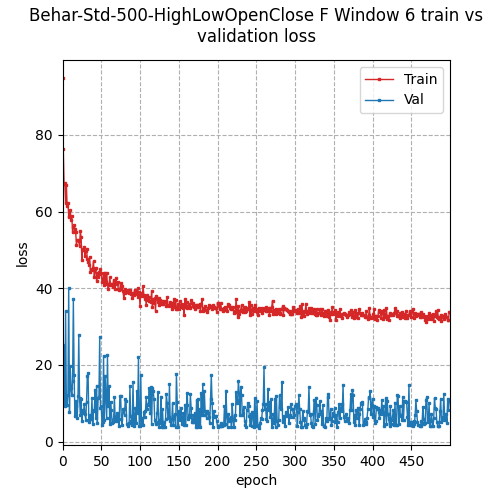 Behar-Std-500-HighLowOpenClose F Window 6 train vs
validation loss
Train
Val
loss
80
60
40
20
0
0 50 100 150 200 250 300 350 400 450
epoch